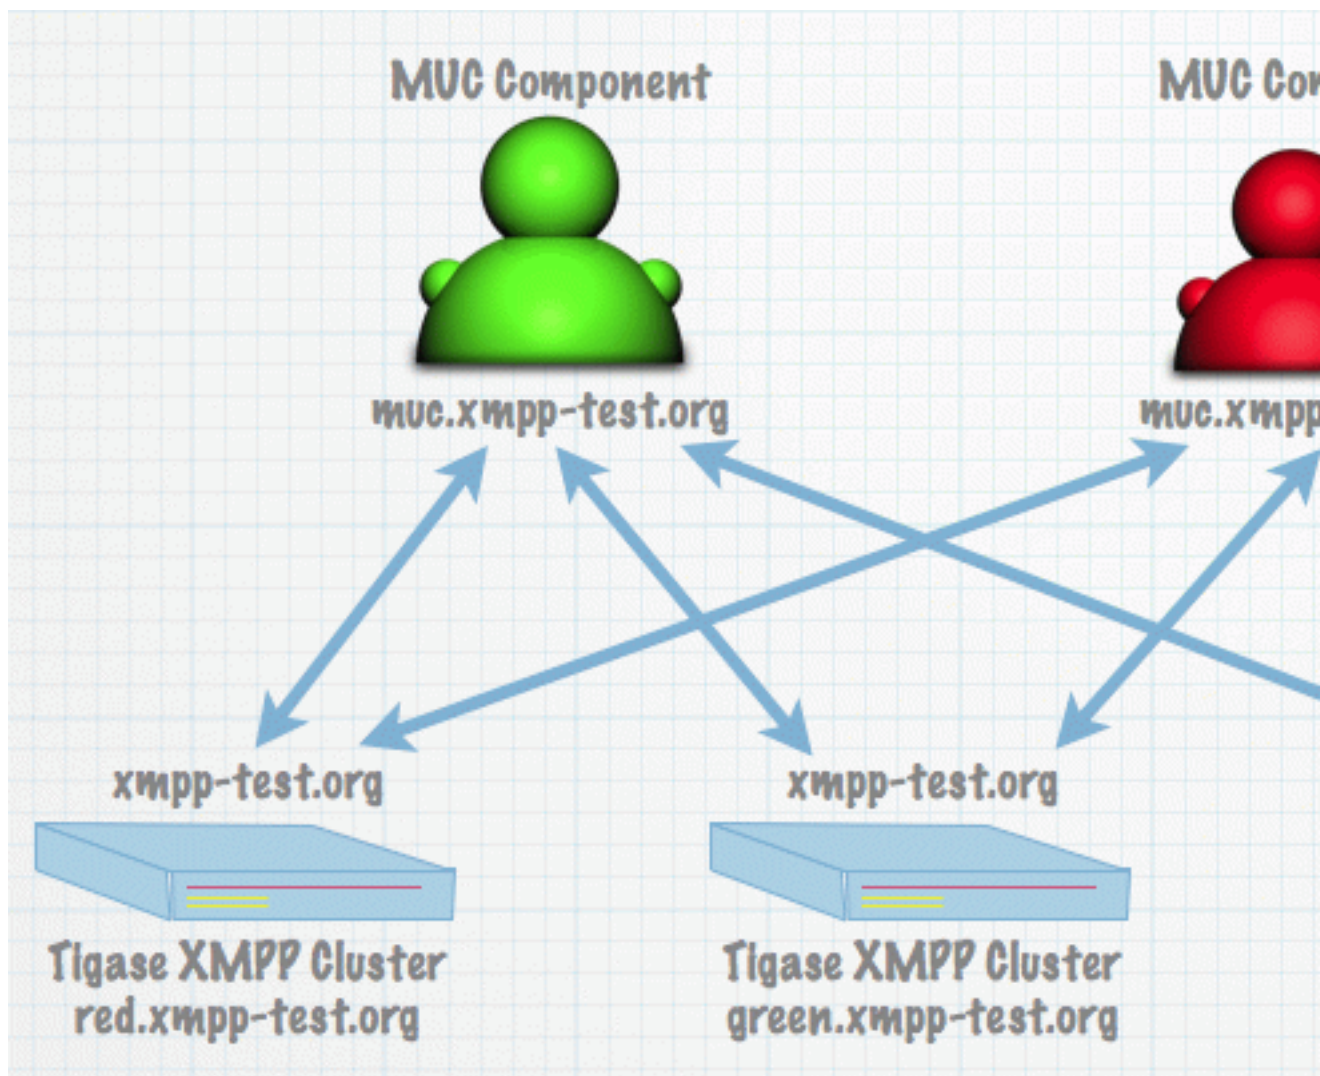 MUC Component
MUC
muc.xmpp-test.org
xmpp-test.org
xmpp-test.org
Tigase XMPP Cluster
red.xmpp-test.org
Tigase XMPP Cluster
green.xmpp-test.org